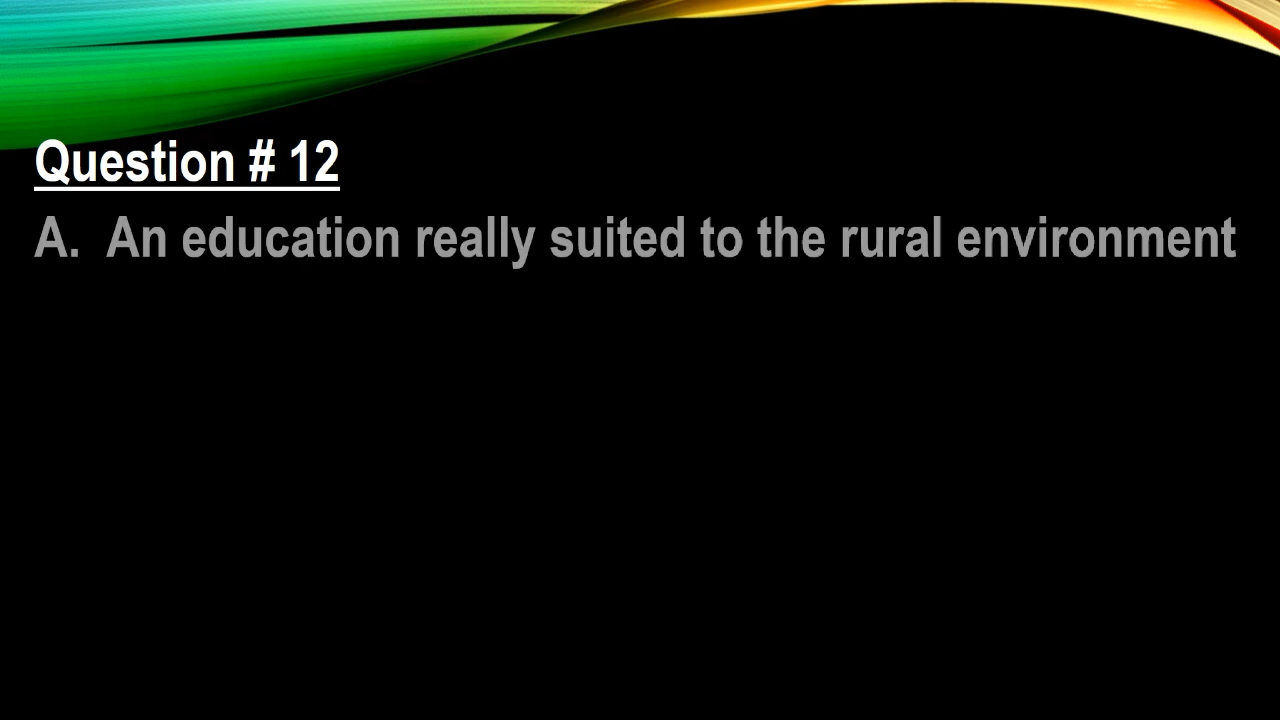 Question # 12
A. An education really suited to the rural environment